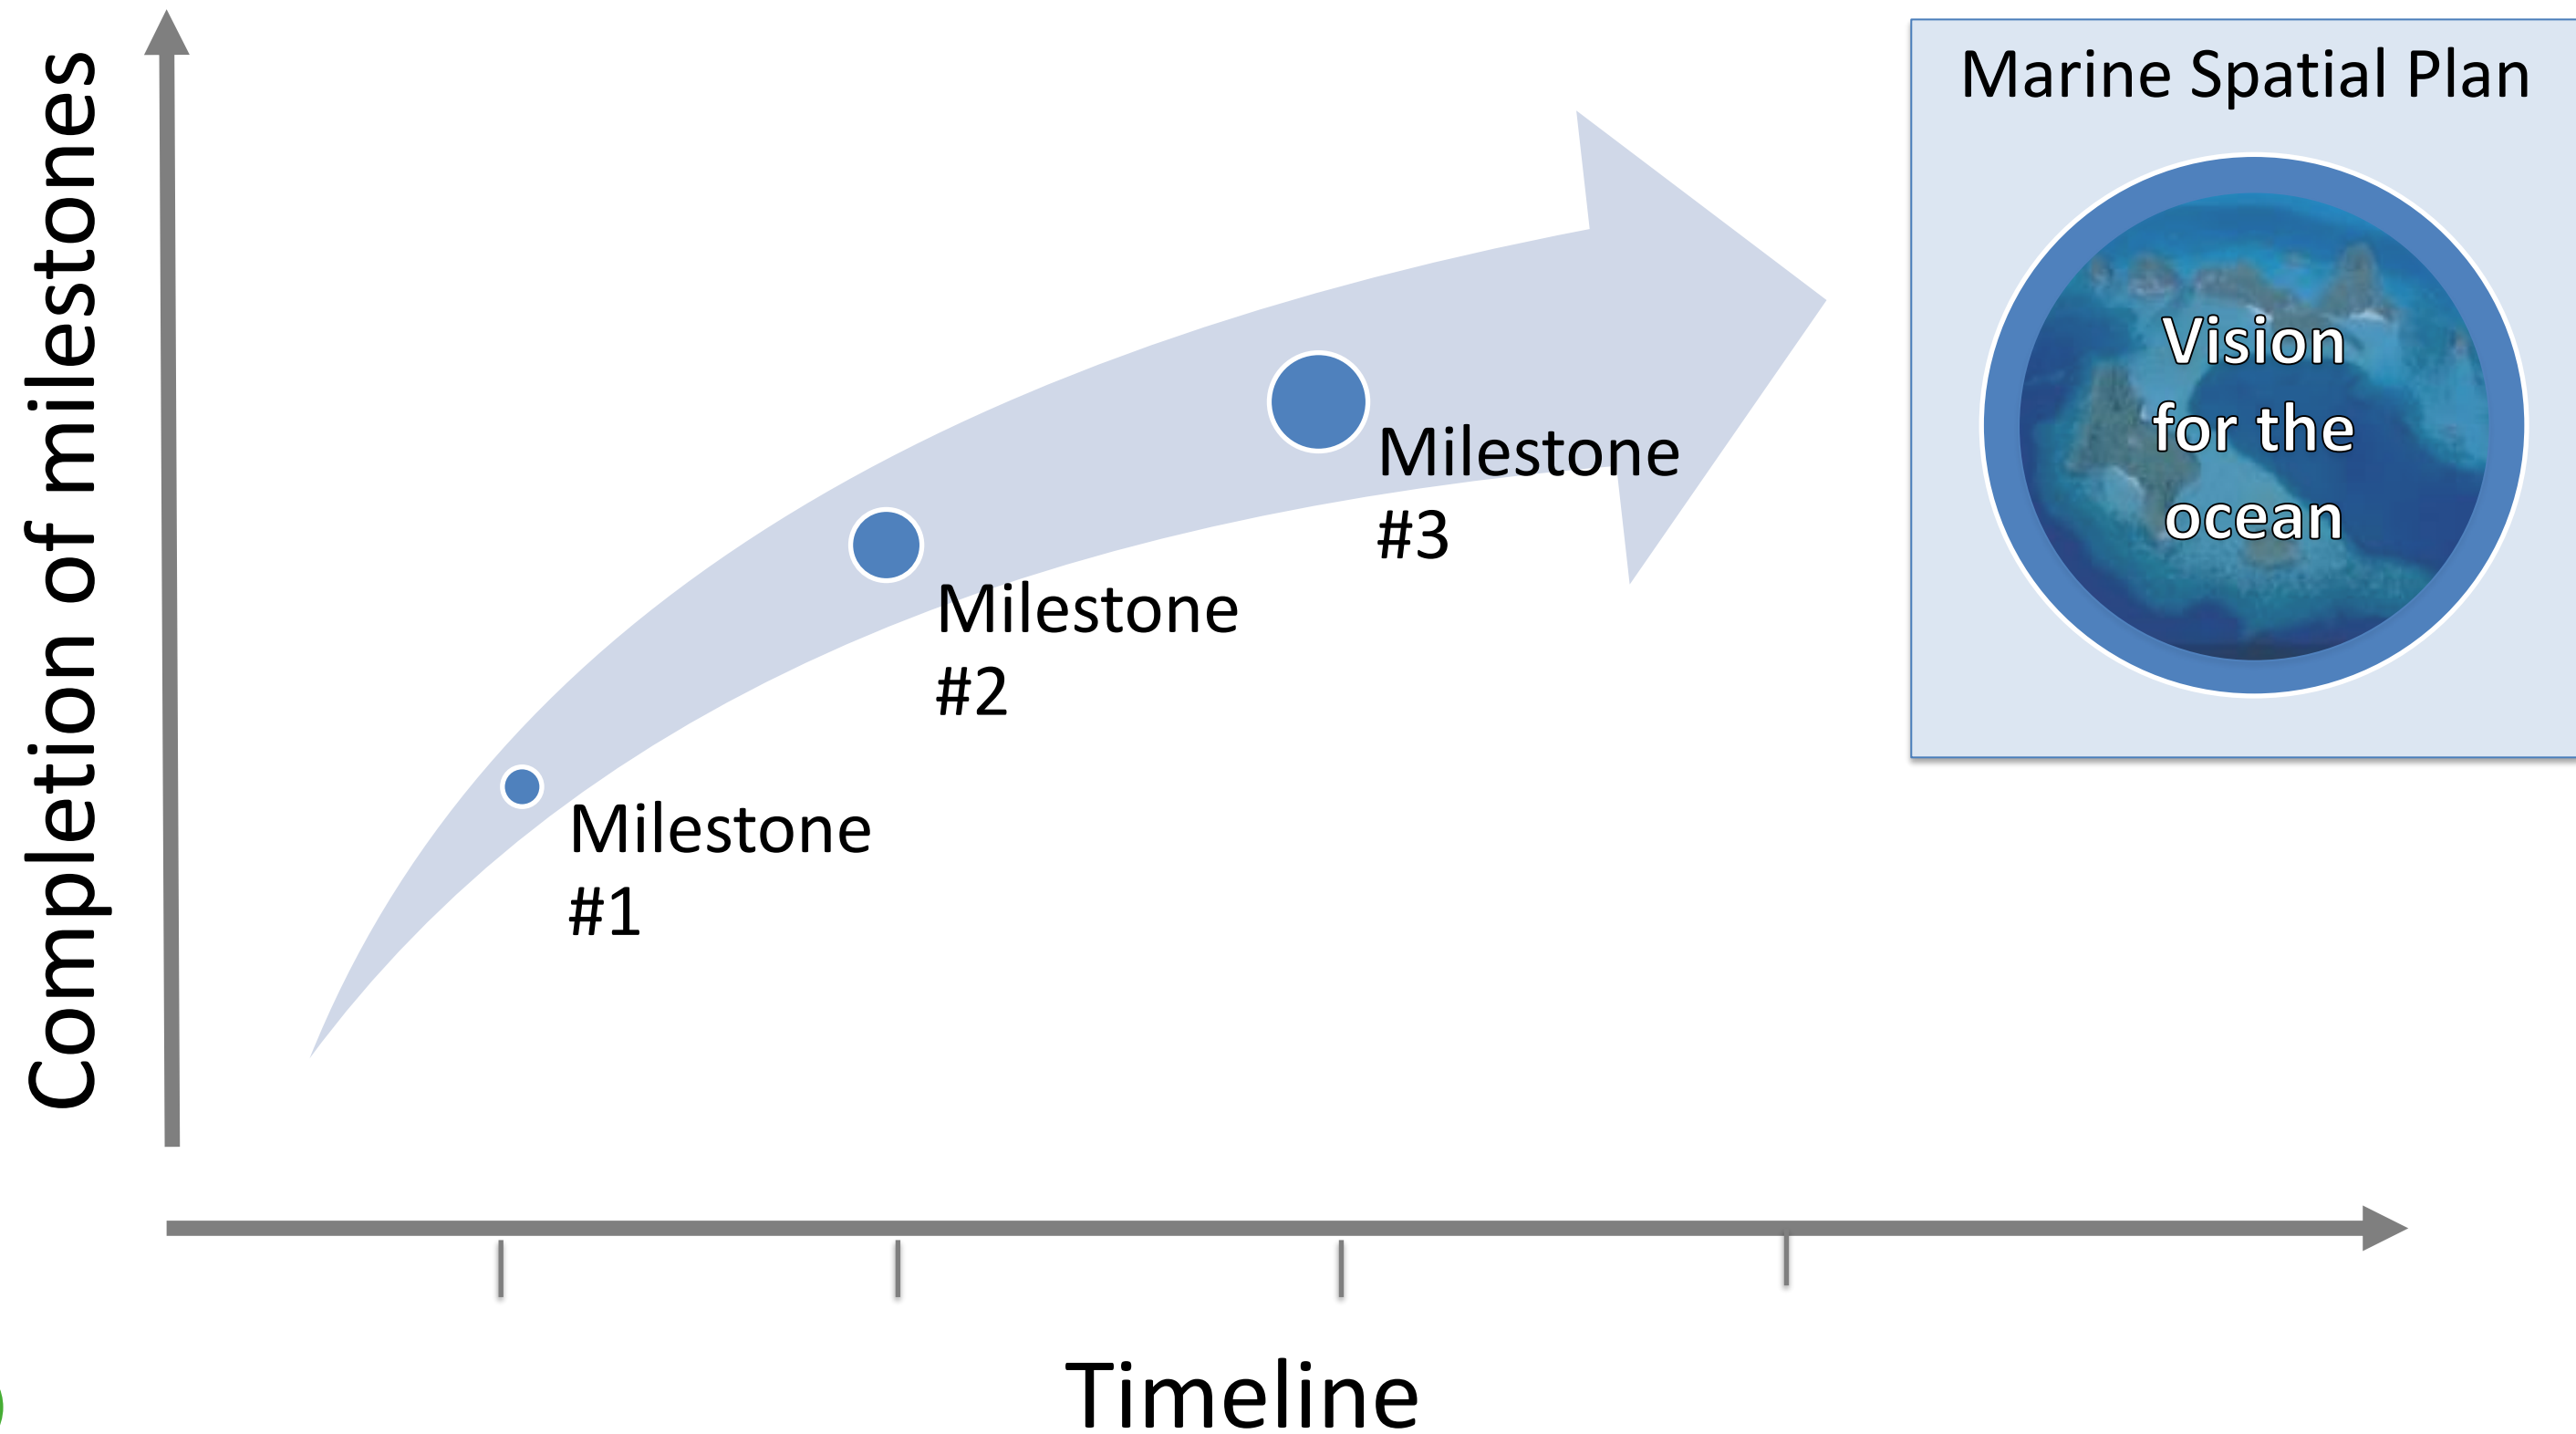 Completion of milestones
Marine Spatial Plan
Vision
for the
ocean
Milestone
#3
Milestone
#2
Milestone
#1
Timeline